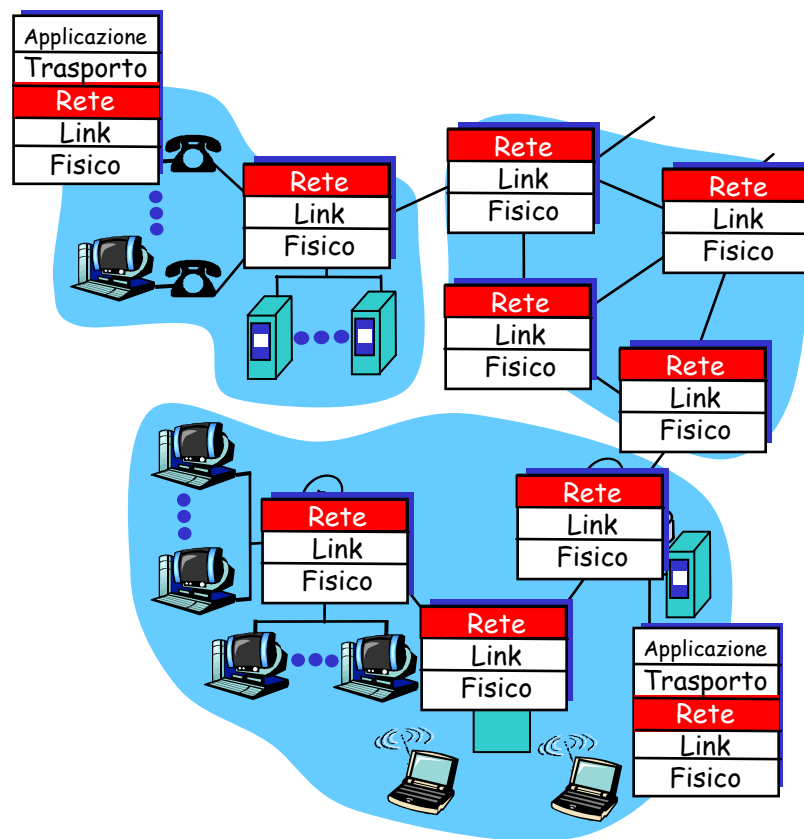 Applicazione
Trasporto
Rete
Link
Fisico
Rete
Link
Fisico
Rete
Link
Fisico
Rete
Link
Fisico
Rete
Link
Fisico
Rete
Link
Fisico
Rete
Link
Fisico
Rete
Link
Fisico
Rete
Link
Fisico
Applicazione
Trasporto
Rete
Link
Fisico